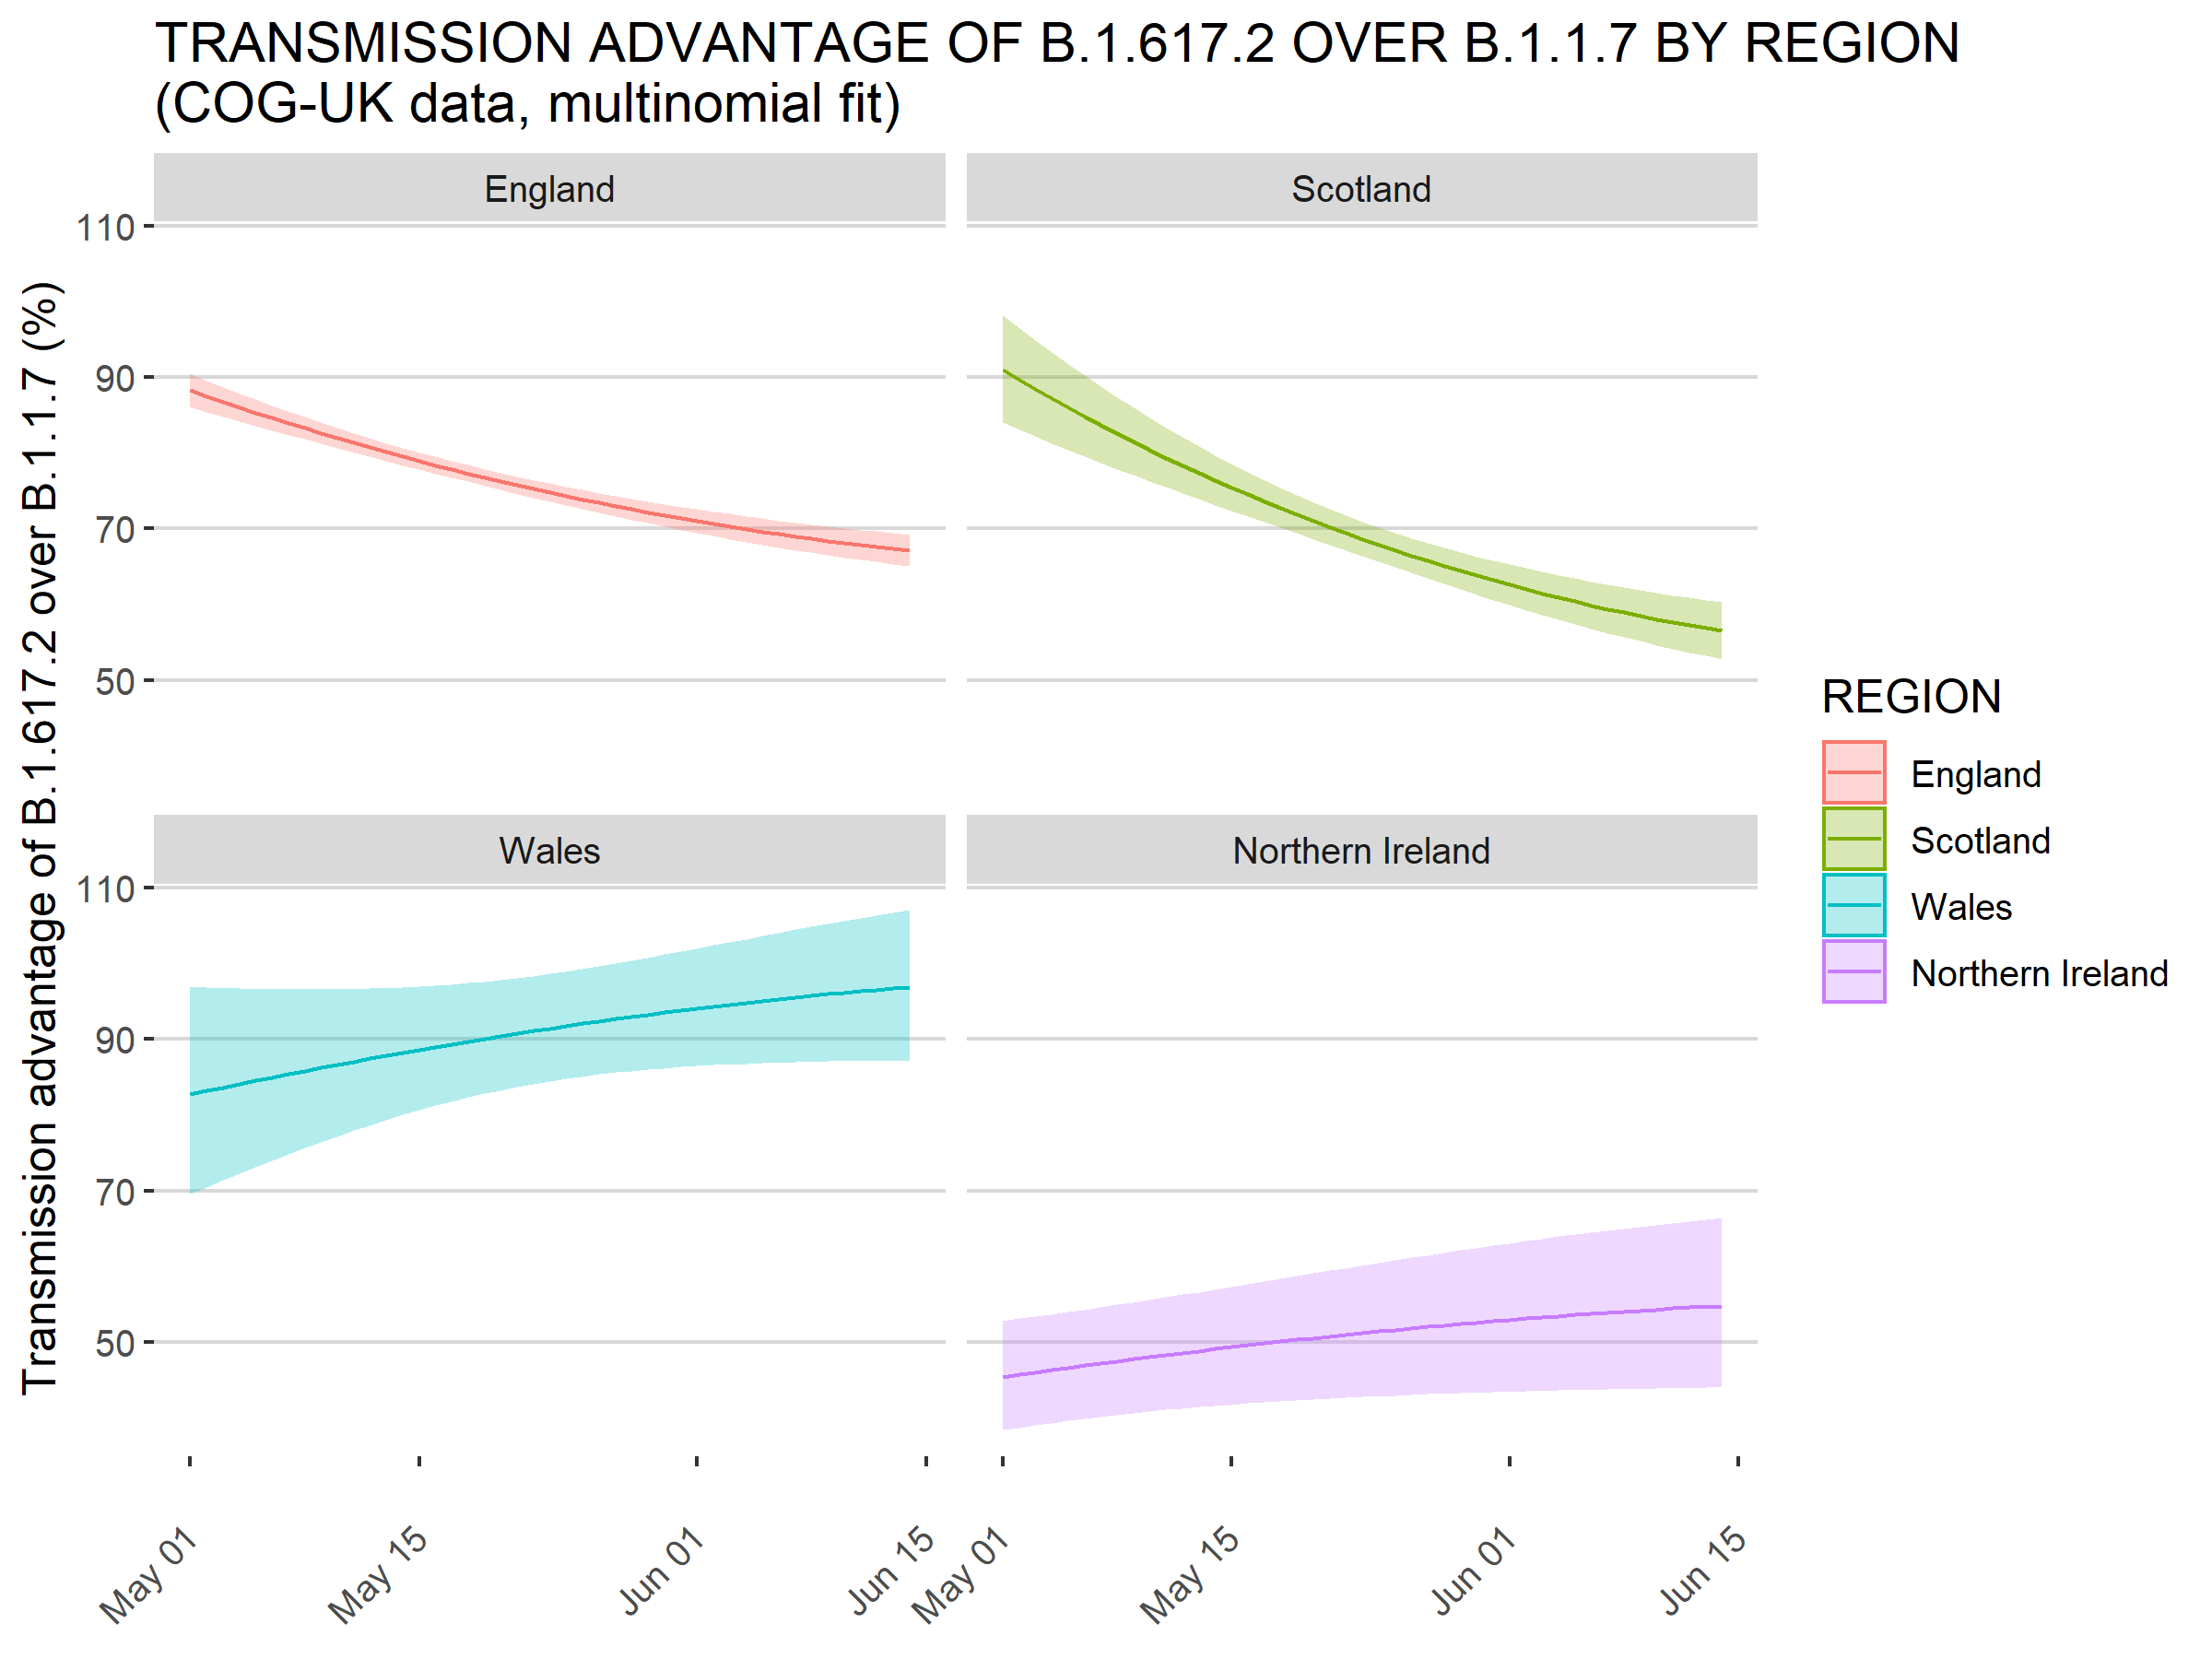 TRANSMISSION ADVANTAGE OF B.1.617.2 OVER B.1.1.7 BY REGION
(COG-UK data, multinomial fit)
Transmission advantage of B.1.617.2 over B.1.1.7 (%)
England
Scotland
110
90
70
50
Wales
Northern Ireland
110
90
70
50
May 01
May 15
Jun 01
Jun 15
May 01
May 15
Jun 01
Jun 15
REGION
England
Scotland
Wales
Northern Ireland